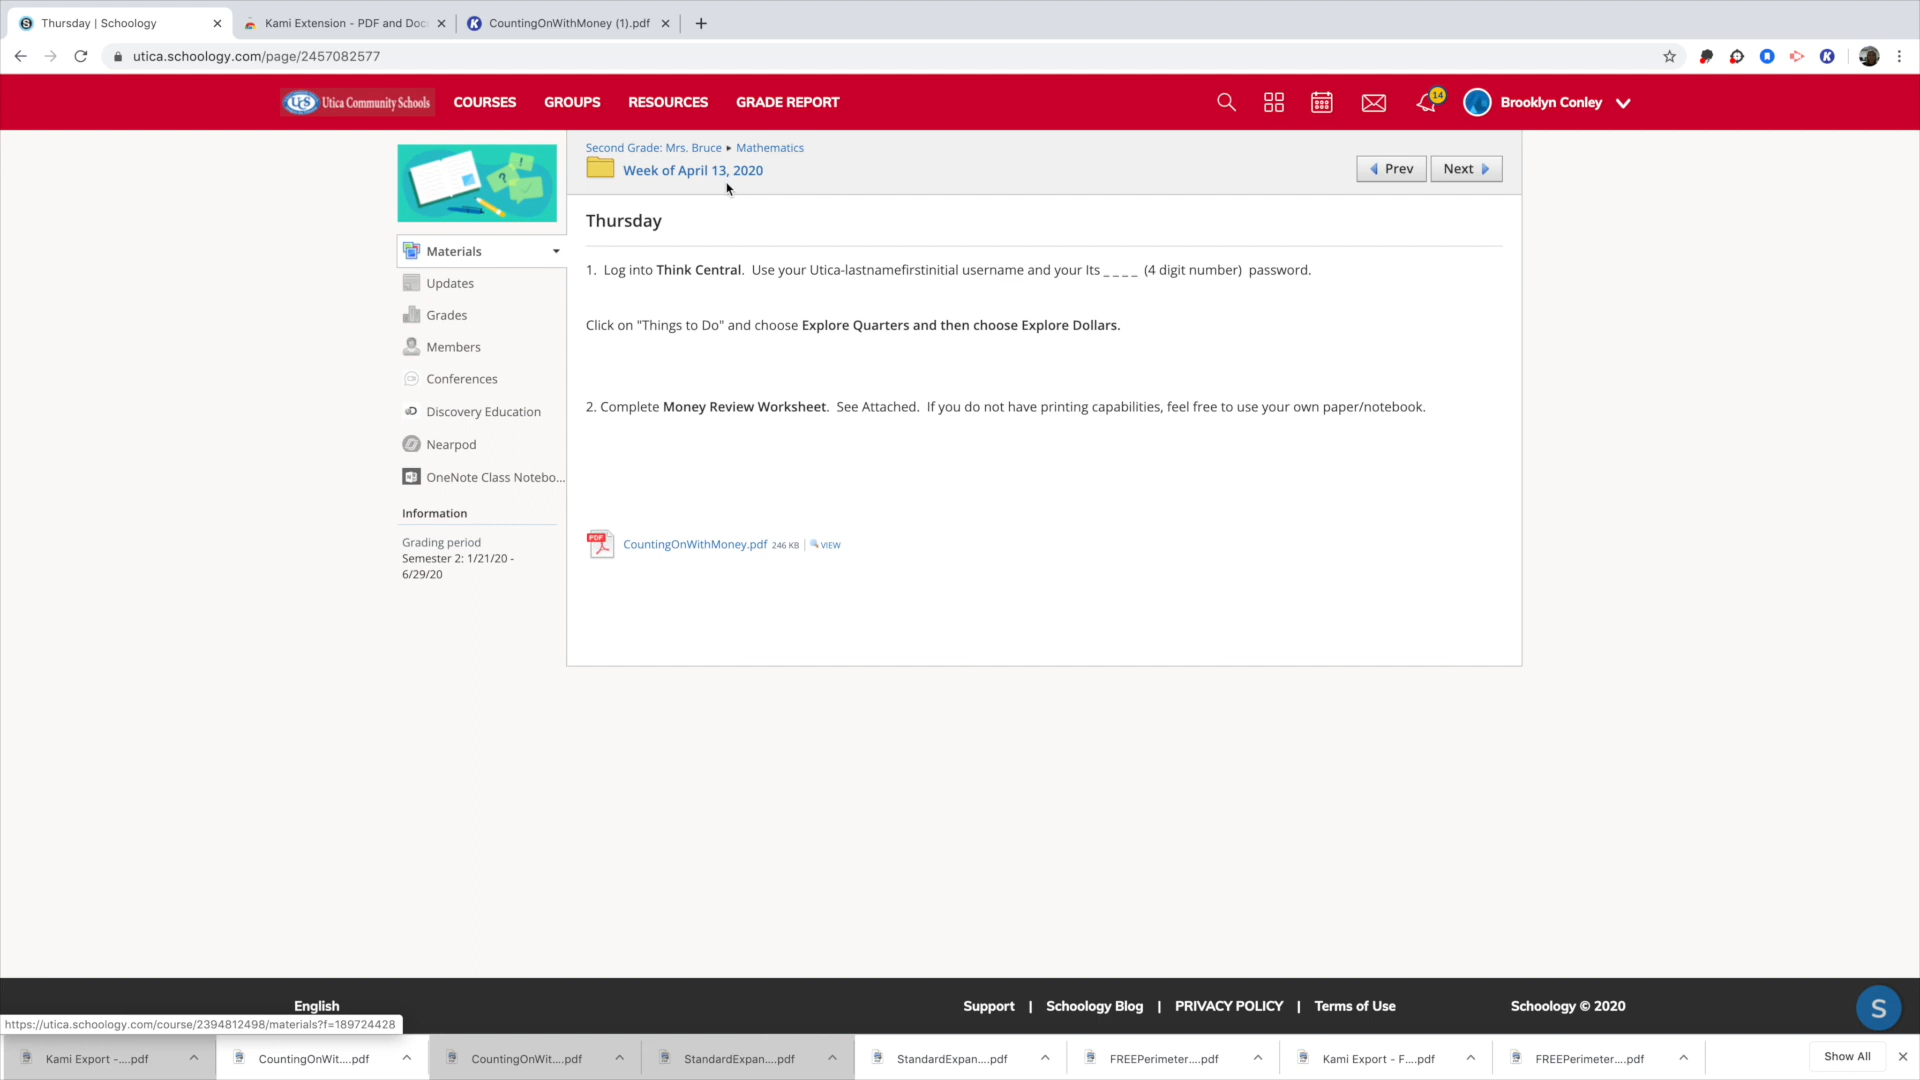 Thursday | Schoology
Kami Extension - PDF and Doc
CountingOnWithMoney (1).pdf
utica.schoology.com/page/2457082577
Utica Community Schools
COURSES
GROUPS
RESOURCES
GRADE REPORT
14
Brooklyn Conley
Second Grade: Mrs. Bruce ▸ Mathematics
Week of April 13, 2020
Prev
Next
Thursday
Materials
Updates
Grades
Members
Conferences
Discovery Education
Nearpod
OneNote Class Notebo...
Information
Grading period
Semester 2: 1/21/20 -
6/29/20
1. Log into Think Central. Use your Utica-lastnamefirstinitial username and your Its _ _ _ _ (4 digit number) password.
Click on "Things to Do" and choose Explore Quarters and then choose Explore Dollars.
2. Complete Money Review Worksheet. See Attached. If you do not have printing capabilities, feel free to use your own paper/notebook.
PDF
CountingOnWithMoney.pdf 246 KB | VIEW
English
Support | Schoology Blog | PRIVACY POLICY | Terms of Use
Schoology © 2020
S
https://utica.schoology.com/course/2394812498/materials?f=189724428
Kami Export -....pdf
CountingOnWit....pdf
CountingOnWit....pdf
StandardExpan....pdf
StandardExpan....pdf
FREEPerimeter....pdf
Kami Export - F....pdf
FREEPerimeter....pdf
Show All